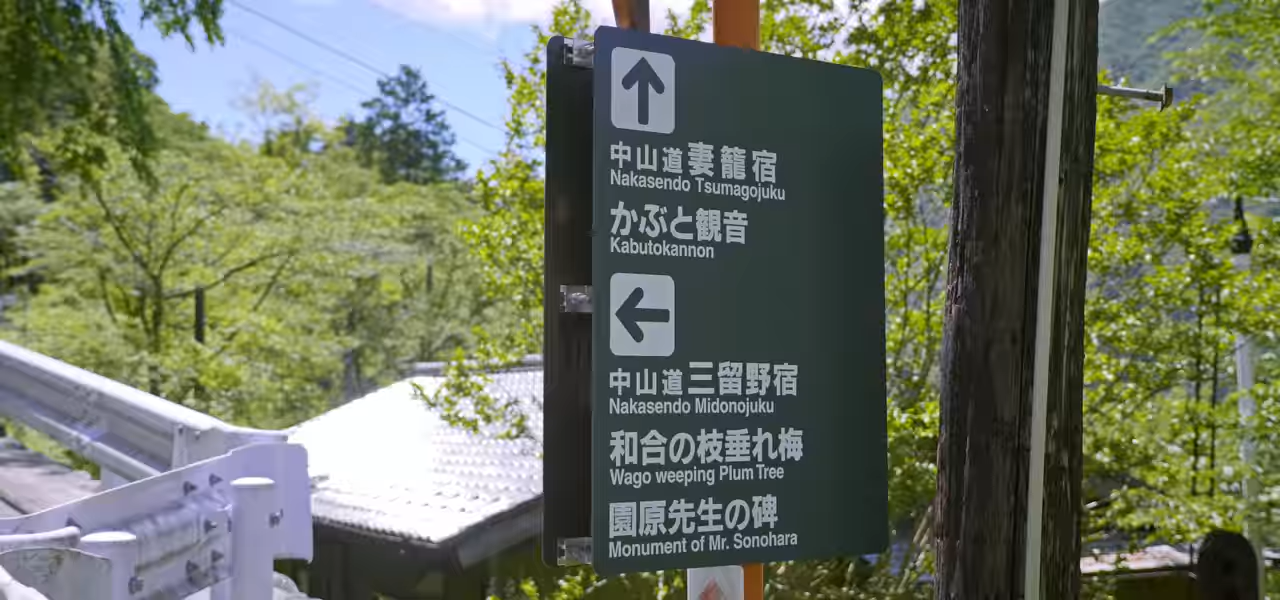 中山道妻籠宿
Nakasendo Tsumagojuku
かぶと観音
Kabutokannon
中山道三留野宿
Nakasendo Midonojuku
和合の枝垂れ梅
Wago weeping Plum Tree
園原先生の碑
Monument of Mr. Sonohara